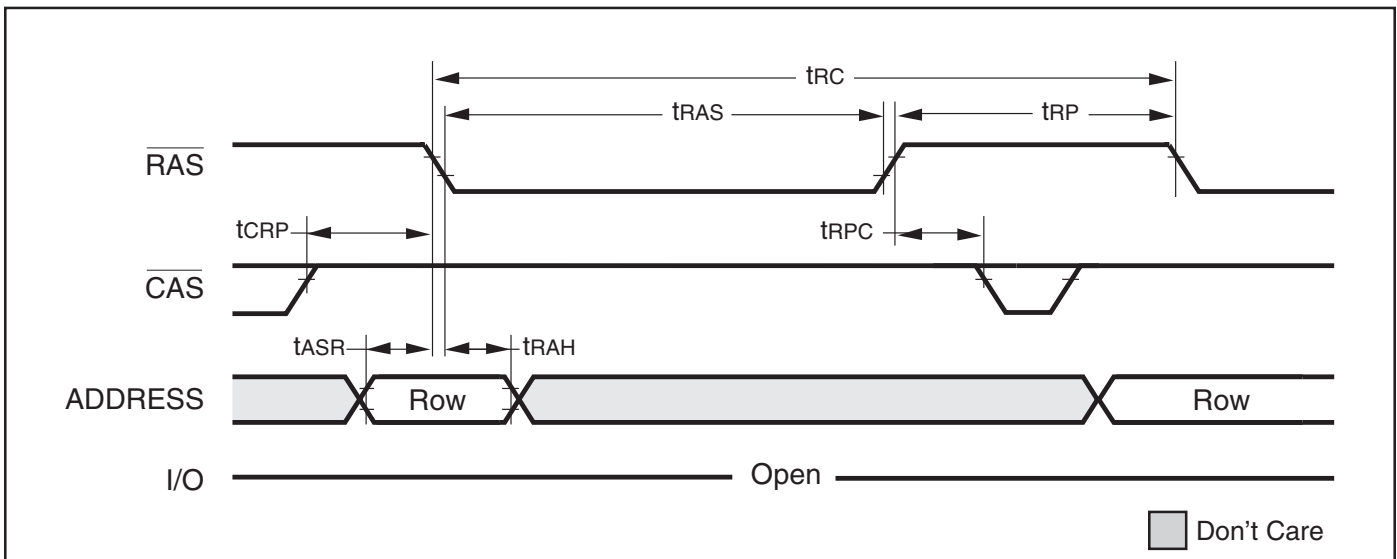 tRC
tRAS
tRP
RAS
tCRP
tRPC
CAS
tASR
tRAH
ADDRESS
Row
Row
I/O
Open
Don't Care